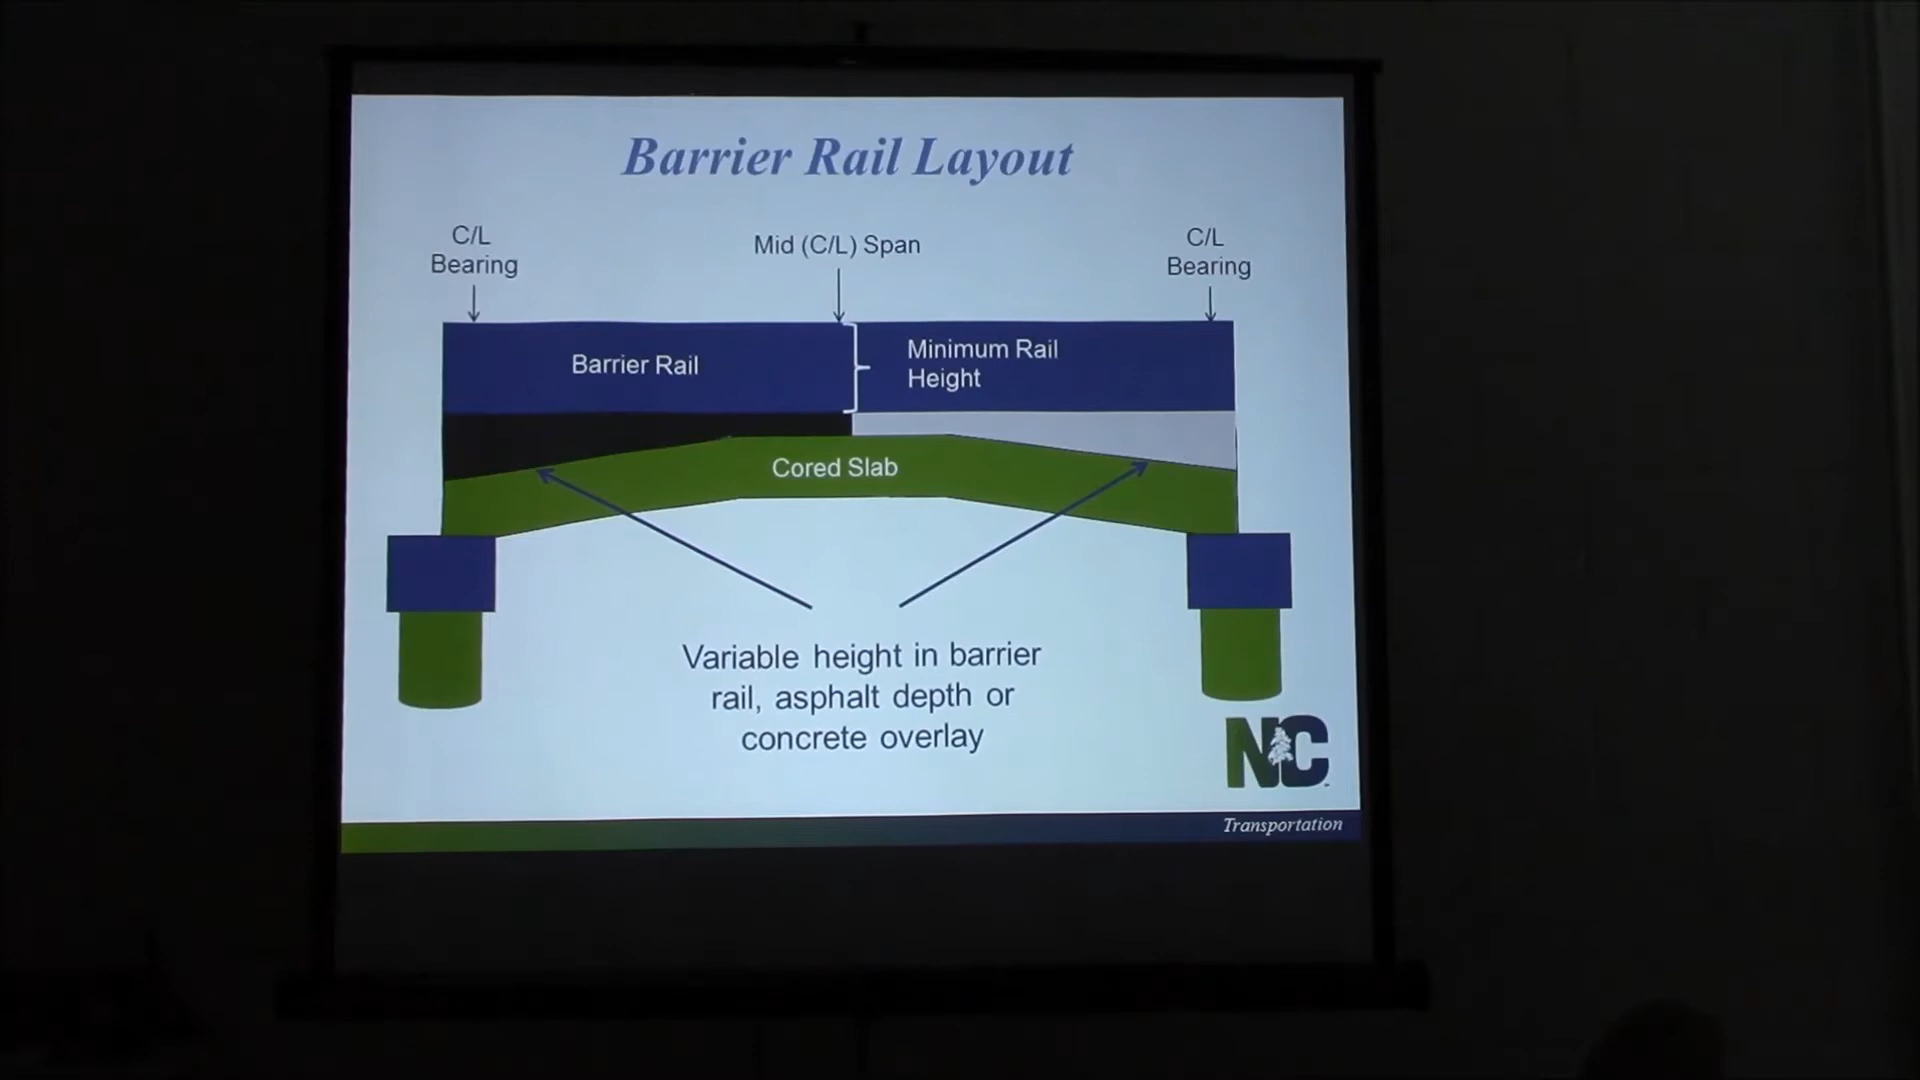 Barrier Rail Layout
C/L
Bearing
Mid (C/L) Span
C/L
Bearing
Barrier Rail
Minimum Rail
Height
Cored Slab
Variable height in barrier
rail, asphalt depth or
concrete overlay
NC
Transportation